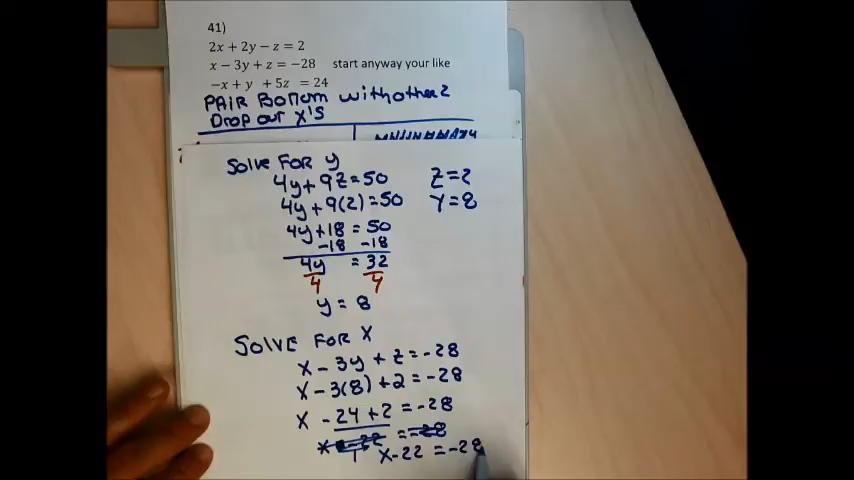 41)
2x + 2y − z = 2
x − 3y + z = −28 start anyway your like
−x + y + 5z = 24
PAIR BOTTOM with other 2
Drop out X'S
SOLVE FOR y
4y + 9z = 50 Z=2
4y + 9(2) = 50 Y=8
4y + 18 = 50
-18 -18
4y = 32
4 4
y = 8
SOLVE FOR X
X - 3y + z = -28
X - 3(8) + 2 = -28
X - 24 + 2 = -28
X-22 = -28